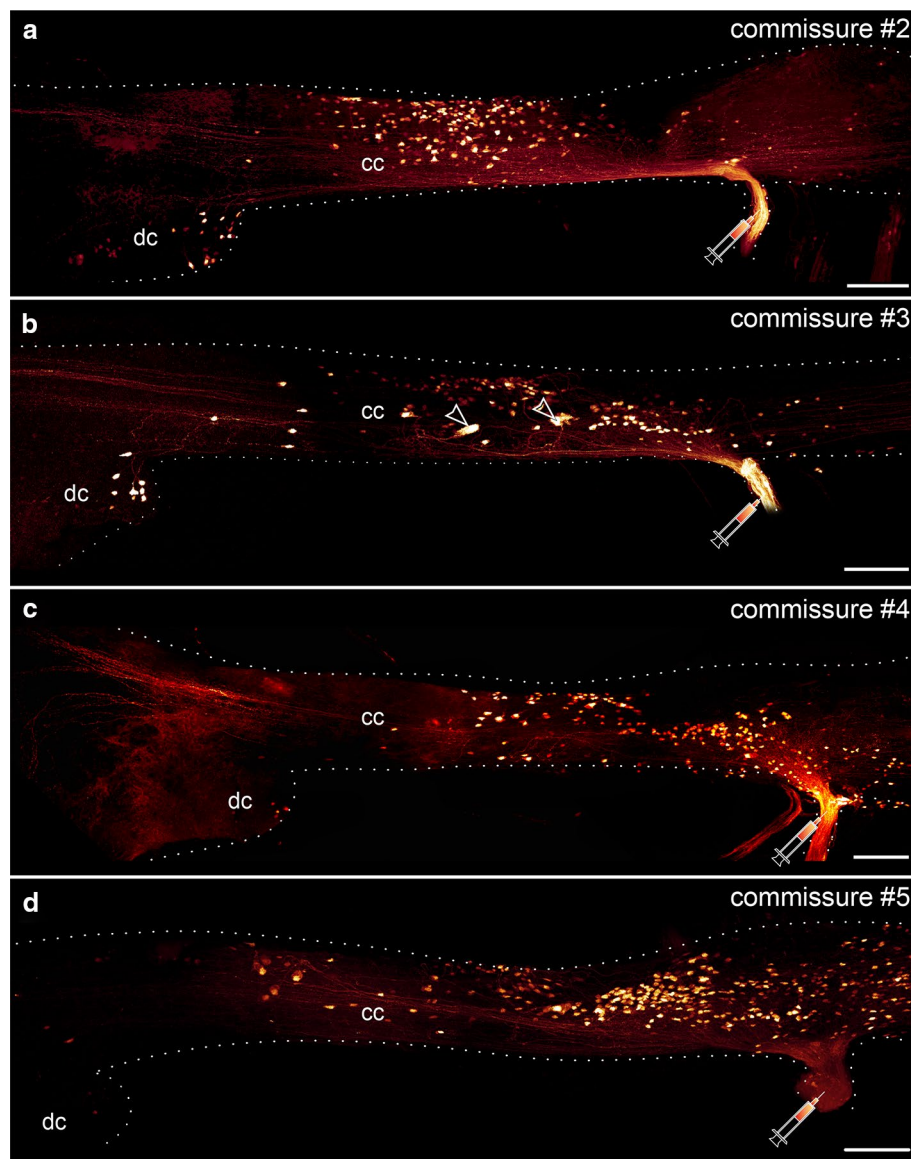 a
commissure #2
cc
dc
b
commissure #3
cc
dc
c
commissure #4
cc
dc
d
commissure #5
cc
dc